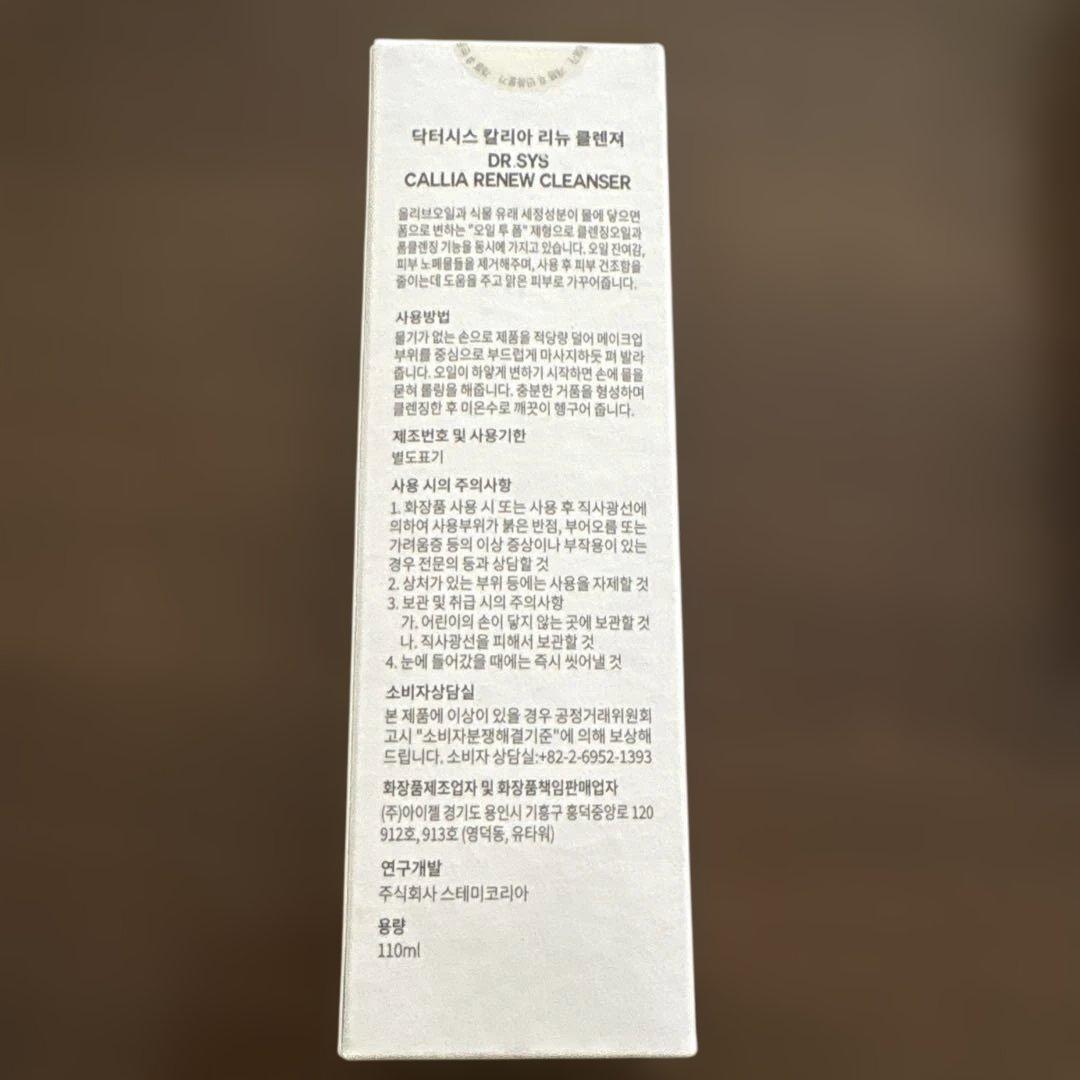 닥터시스 칼리아 리뉴 클렌져
DR.SYS
CALLIA RENEW CLEANSER
올리브오일과 식물 유래 세정성분이 물에 닿으면
폼으로 변하는 "오일 투 폼" 제형으로 클렌징오일과
폼클렌징 기능을 동시에 가지고 있습니다. 오일 잔여감,
피부 노폐물들을 제거해주며, 사용 후 피부 건조함을
줄이는데 도움을 주고 맑은 피부로 가꾸어줍니다.
사용방법
물기가 없는 손으로 제품을 적당량 덜어 메이크업
부위를 중심으로 부드럽게 마사지하듯 펴 발라
줍니다. 오일이 하얗게 변하기 시작하면 손에 물을
묻혀 롤링을 해줍니다. 충분한 거품을 형성하며
클렌징한 후 미온수로 깨끗이 헹구어 줍니다.
제조번호 및 사용기한
별도표기
사용 시의 주의사항
1. 화장품 사용 시 또는 사용 후 직사광선에
의하여 사용부위가 붉은 반점, 부어오름 또는
가려움증 등의 이상 증상이나 부작용이 있는
경우 전문의 등과 상담할 것
2. 상처가 있는 부위 등에는 사용을 자제할 것
3. 보관 및 취급 시의 주의사항
가. 어린이의 손이 닿지 않는 곳에 보관할 것
나. 직사광선을 피해서 보관할 것
4. 눈에 들어갔을 때에는 즉시 씻어낼 것
소비자상담실
본 제품에 이상이 있을 경우 공정거래위원회
고시 "소비자분쟁해결기준"에 의해 보상해
드립니다. 소비자 상담실:+82-2-6952-1393
화장품제조업자 및 화장품책임판매업자
(주)아이젤 경기도 용인시 기흥구 흥덕중앙로 120
912호, 913호 (영덕동, 유타워)
연구개발
주식회사 스테미코리아
용량
110ml